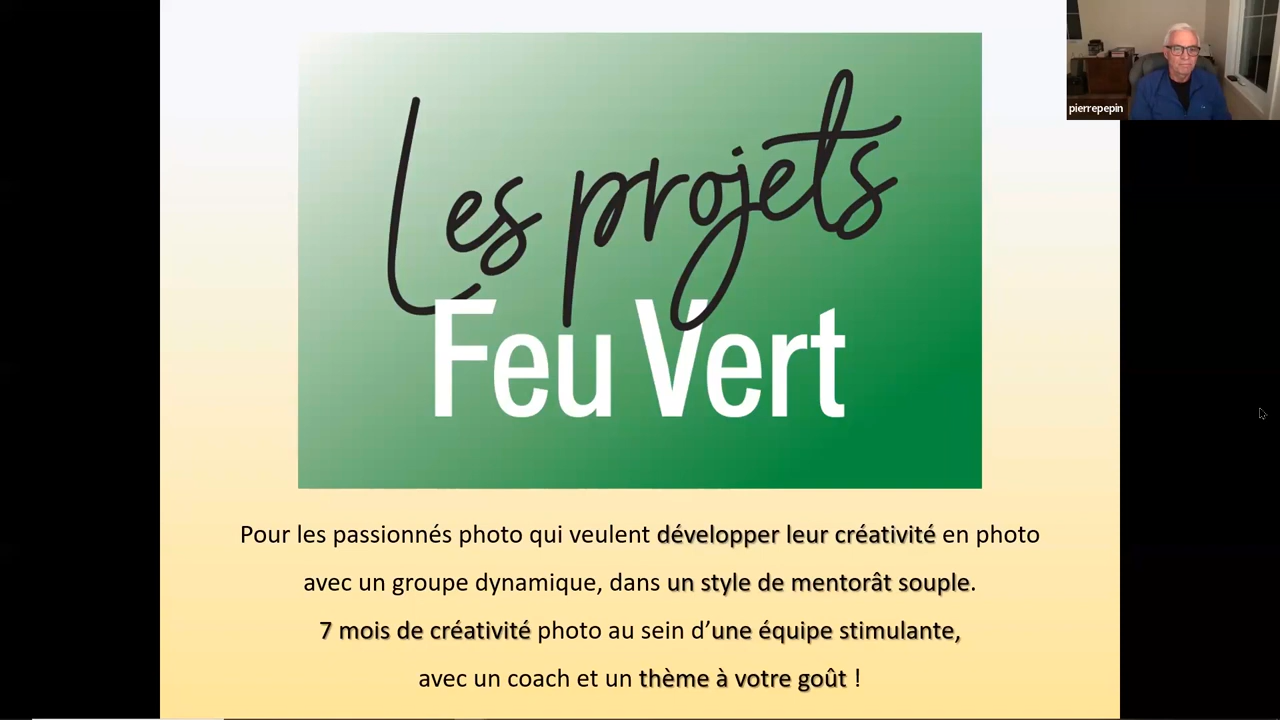 pierrepepin
Les projets
Feu Vert
Pour les passionnés photo qui veulent développer leur créativité en photo
avec un groupe dynamique, dans un style de mentorât souple.
7 mois de créativité photo au sein d’une équipe stimulante,
avec un coach et un thème à votre goût !